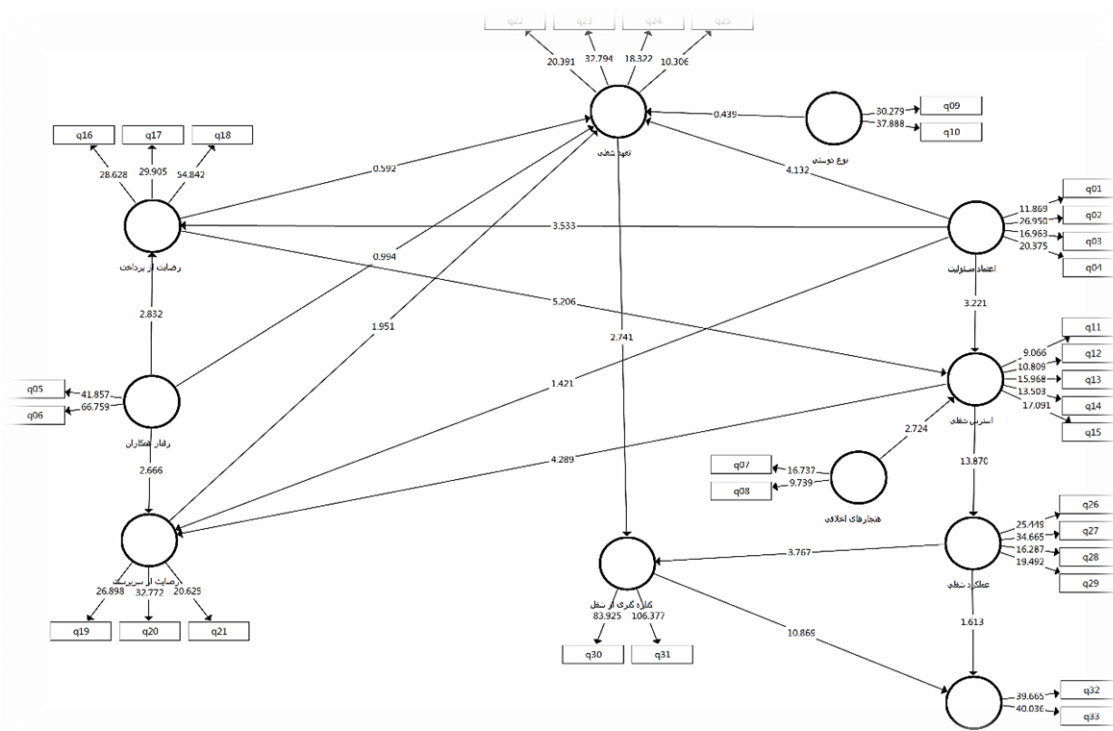 q22 q23 q24 q25
20.391 32.794 18.322 10.306
q09
30.279
0.439
37.888
q10
تعهد شغلی
نوع دوستی
q16 q17 q18
28.628 29.905 54.842
0.592
4.132
q01
11.869
q02
26.950
q03
16.963
20.375
q04
3.533
رضایت از پرداخت
اعتماد مسئولیت
0.994
5.206
3.221
2.832
1.951
2.741
q11
9.066
q12
10.809
q13
15.968
q14
13.503
17.091
q15
استرس شغلی
1.421
q05
41.857
q06
66.759
رفتار همکاران
2.724
2.666
4.289
13.870
q07
16.737
q08
9.739
هنجارهای اخلاقی
q26
25.449
q27
34.665
q28
16.287
q29
19.492
عملکرد شغلی
3.767
رضایت از سرپرست
26.898 32.772 20.625
q19 q20 q21
کناره گیری از شغل
83.925 106.377
q30 q31
1.613
10.869
q32
39.665
q33
40.036